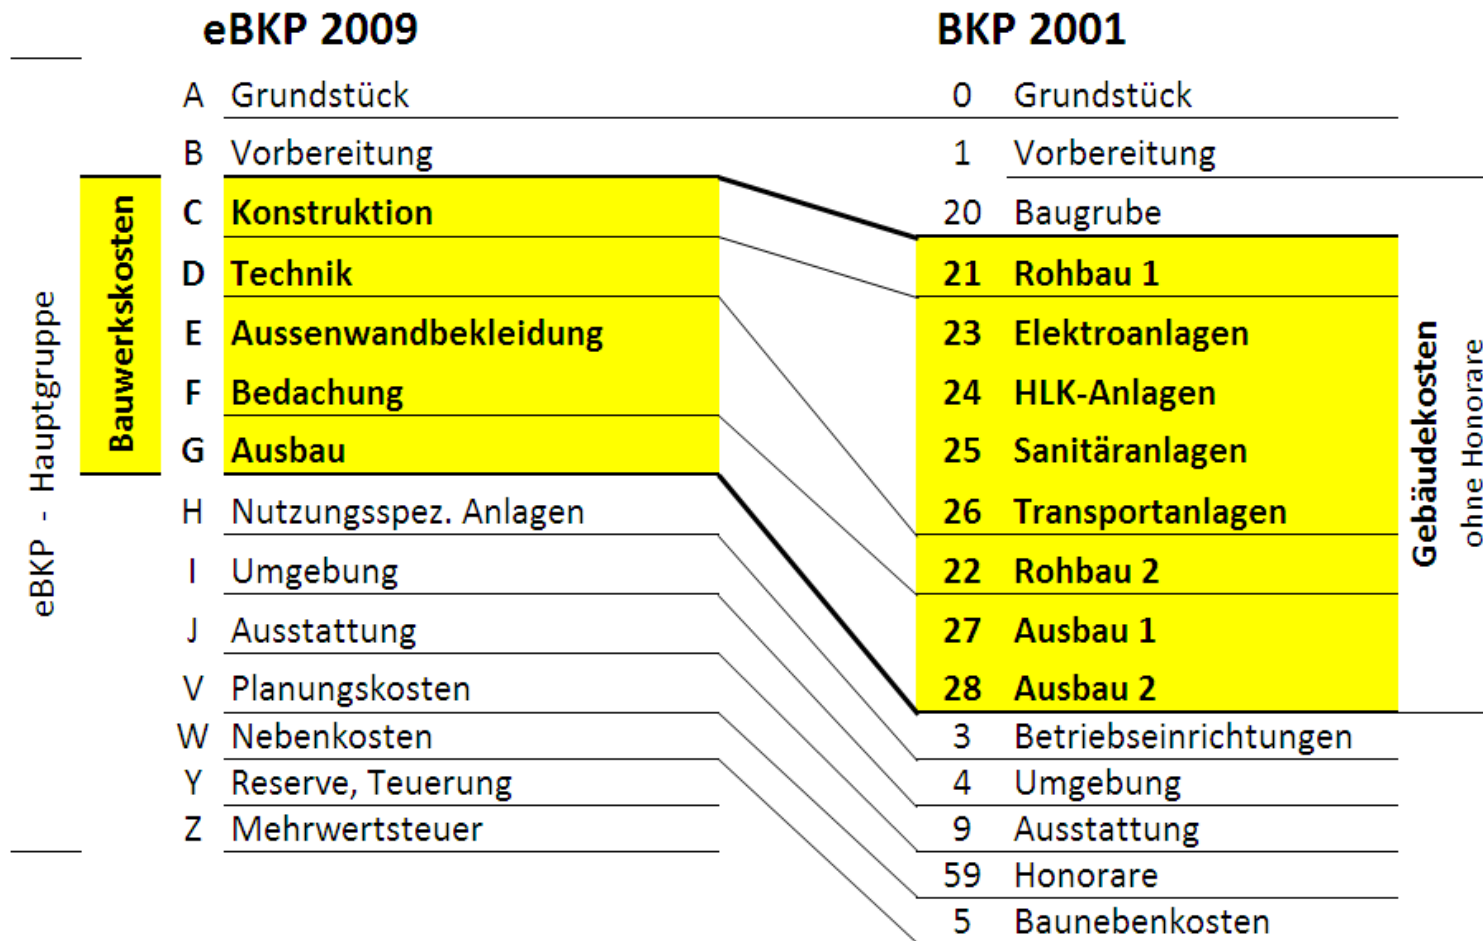 eBKP 2009 BKP 2001
A Grundstück 0 Grundstück
B Vorbereitung 1 Vorbereitung
C Konstruktion 20 Baugrube
D Technik 21 Rohbau 1
E Aussenwandbekleidung 23 Elektroanlagen
F Bedachung 24 HLK-Anlagen
G Ausbau 25 Sanitäranlagen
H Nutzungsspez. Anlagen 26 Transportanlagen
I Umgebung 22 Rohbau 2
J Ausstattung 27 Ausbau 1
V Planungskosten 28 Ausbau 2
W Nebenkosten 3 Betriebseinrichtungen
Y Reserve, Teuerung 4 Umgebung
Z Mehrwertsteuer 9 Ausstattung
59 Honorare
5 Baunebenkosten
eBKP - Hauptgruppe
Bauwerkskosten
Gebäudekosten
ohne Honorare